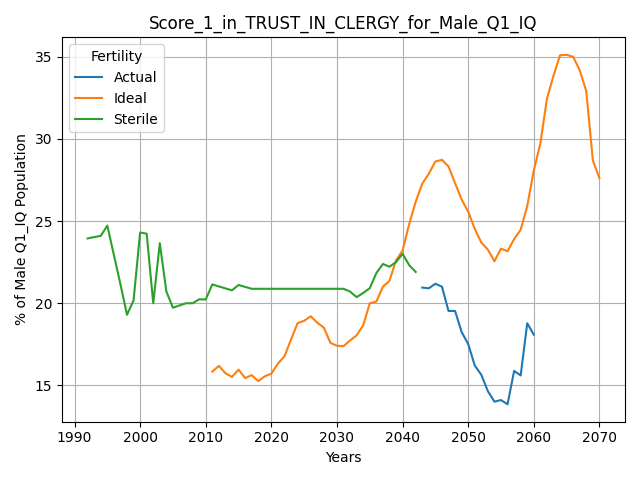 Score_1_in_TRUST_IN_CLERGY_for_Male_Q1_IQ
Fertility
Actual
Ideal
Sterile
% of Male Q1_IQ Population
35
30
25
20
15
1990 2000 2010 2020 2030 2040 2050 2060 2070
Years